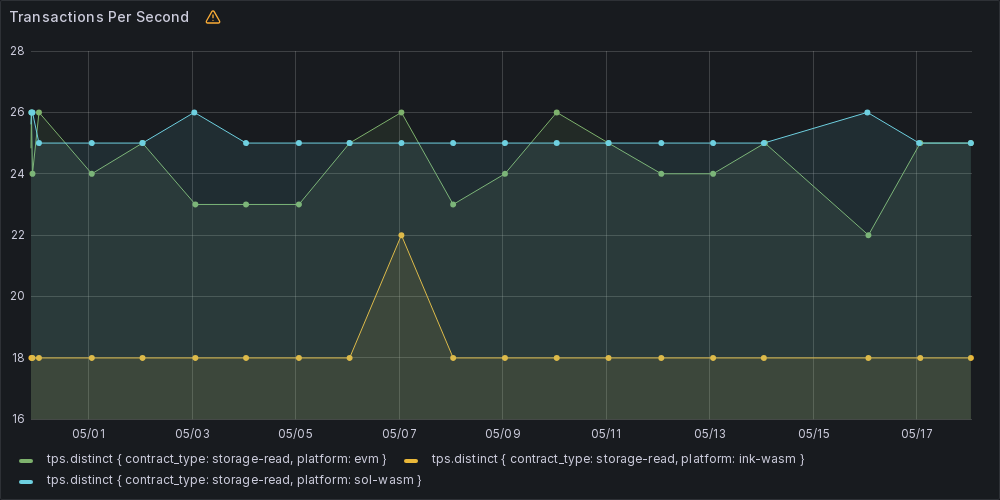 Transactions Per Second
28
26
24
22
20
18
16
05/01 05/03 05/05 05/07 05/09 05/11 05/13 05/15 05/17
tps.distinct { contract_type: storage-read, platform: evm } tps.distinct { contract_type: storage-read, platform: ink-wasm }
tps.distinct { contract_type: storage-read, platform: sol-wasm }